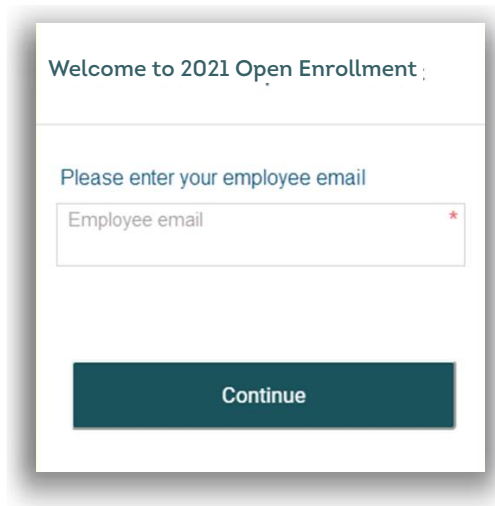 Welcome to 2021 Open Enrollment
Please enter your employee email
Employee email *
Continue